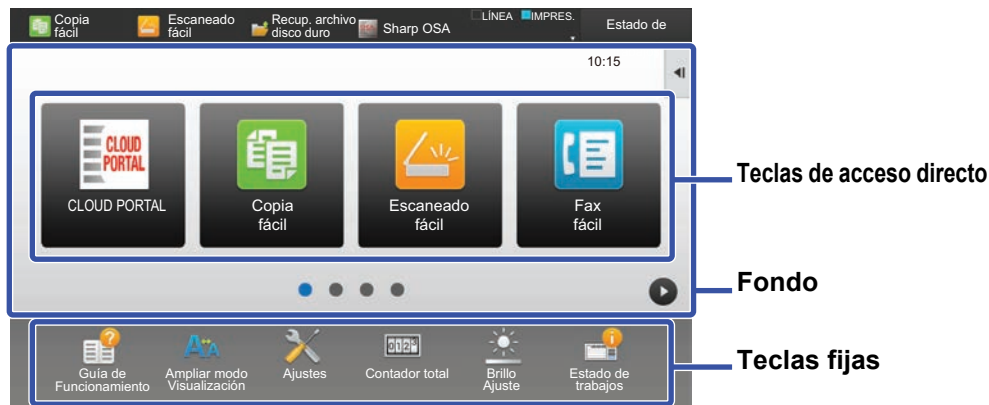 Copia
fácil
Escaneado
fácil
Recup. archivo
disco duro
Sharp OSA
LÍNEA
IMPRES.
Estado de
10:15
CLOUD
PORTAL
CLOUD PORTAL
Copia
fácil
Escaneado
fácil
Fax
fácil
Teclas de acceso directo
Fondo
Guía de
Funcionamiento
Ampliar modo
Visualización
Ajustes
Contador total
Brillo
Ajuste
Estado de
trabajos
Teclas fijas